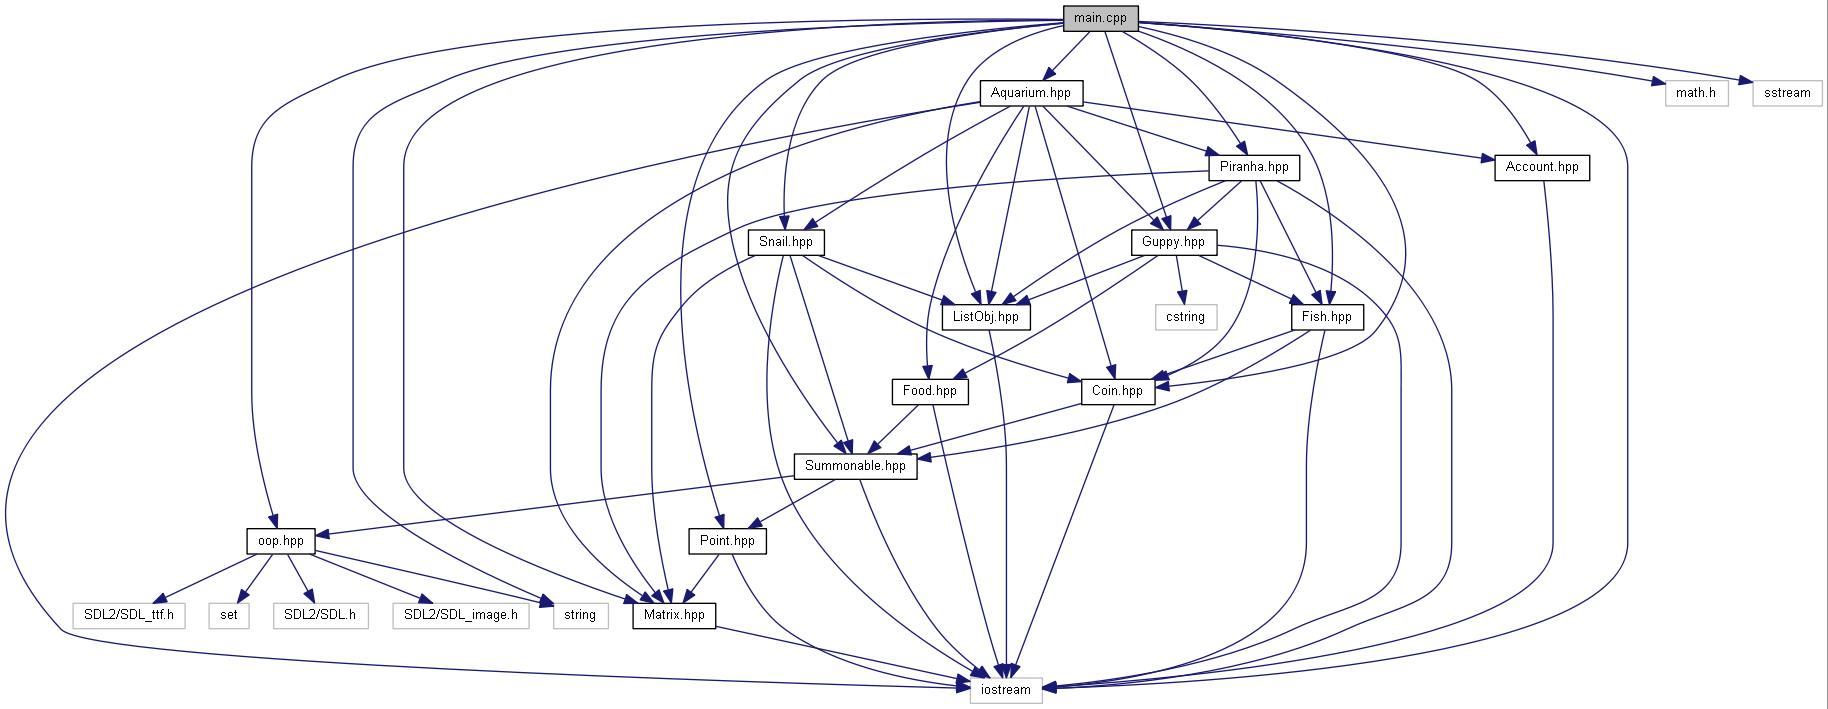 main.cpp
Aquarium.hpp
math.h
sstream
Piranha.hpp
Account.hpp
Snail.hpp
Guppy.hpp
ListObj.hpp
cstring
Fish.hpp
Food.hpp
Coin.hpp
Summonable.hpp
oop.hpp
Point.hpp
SDL2/SDL_ttf.h
set
SDL2/SDL.h
SDL2/SDL_image.h
string
Matrix.hpp
iostream